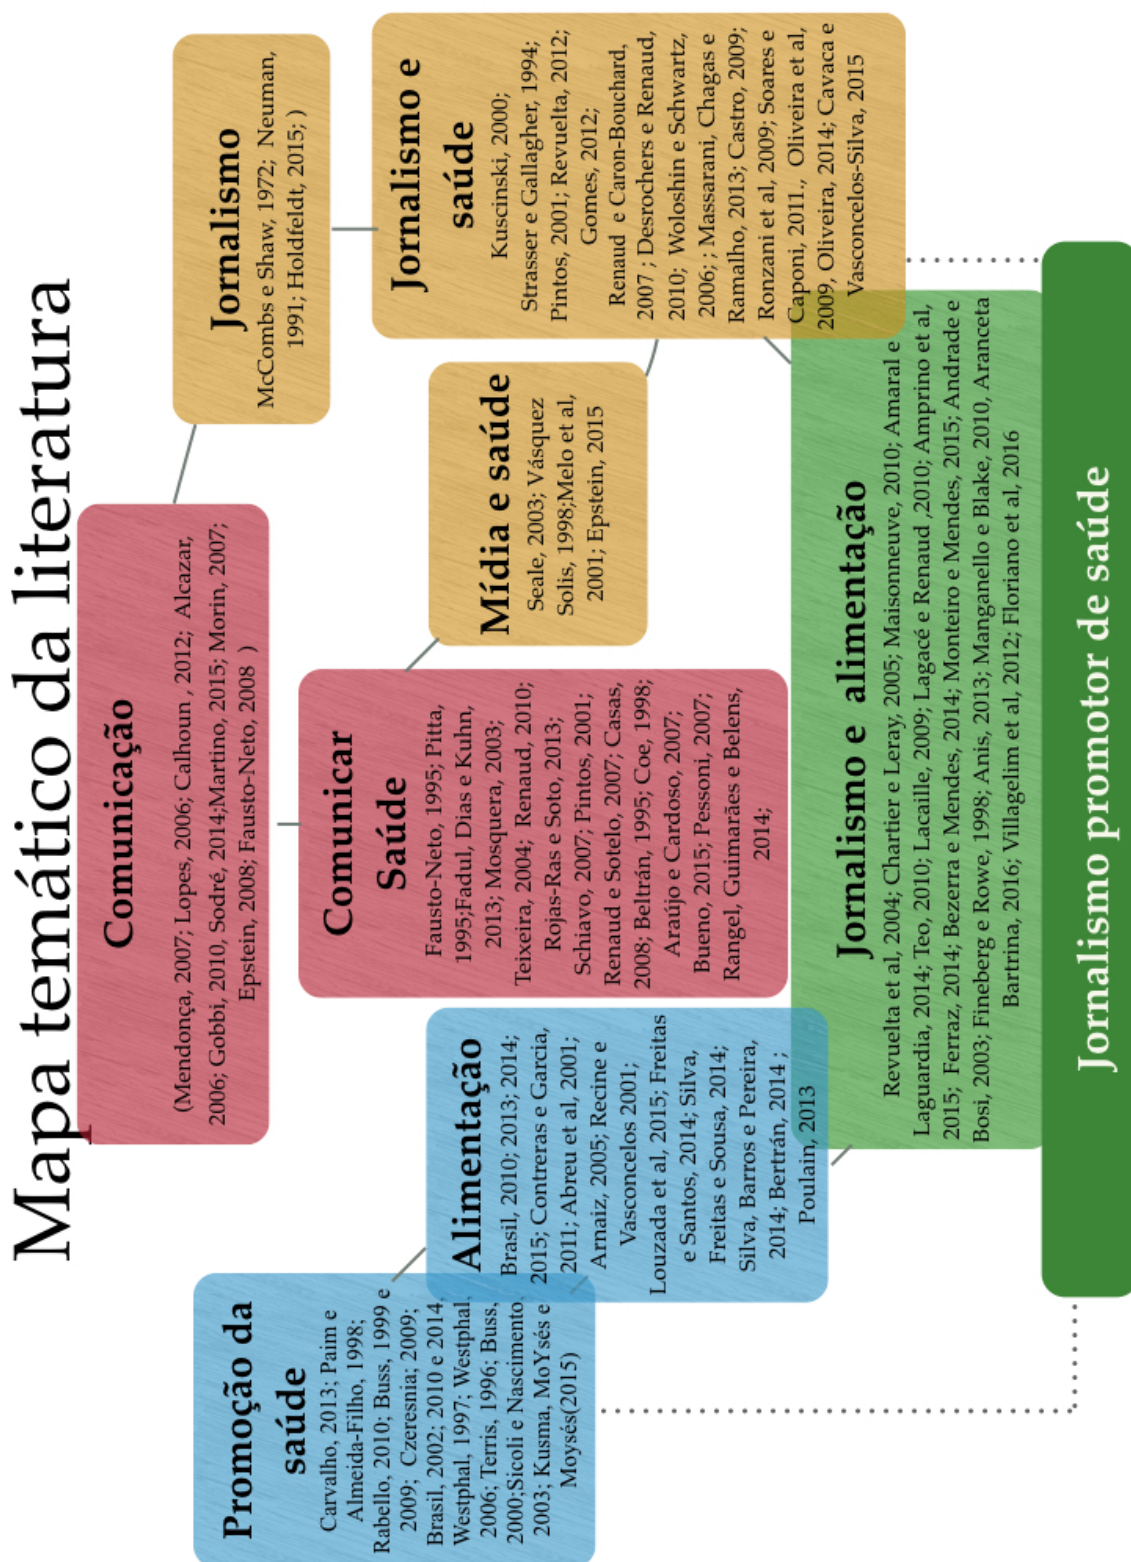 Mapa temático da literatura
Comunicação
(Mendonça, 2007; Lopes, 2006; Calhoun , 2012; Alcazar,
2006; Gobbi, 2010, Sodré, 2014;Martino, 2015; Morin, 2007;
Epstein, 2008; Fausto-Neto, 2008 )
Jornalismo
McCombs e Shaw, 1972; Neuman,
1991; Holdfeldt, 2015; )
Promoção da
saúde
Carvalho, 2013; Paim e
Almeida-Filho, 1998;
Rabello, 2010; Buss, 1999 e
2009; Czeresnia; 2009;
Brasil, 2002; 2010 e 2014,
Westphal, 1997; Westphal,
2006; Terris, 1996; Buss,
2000;Sicoli e Nascimento,
2003; Kusma, MoYsés e
Moysés(2015)
Alimentação
Brasil, 2010; 2013; 2014;
2015; Contreras e Garcia,
2011; Abreu et al, 2001;
Arnaiz, 2005; Recine e
Vasconcelos 2001;
Louzada et al, 2015; Freitas
e Santos, 2014; Silva,
Freitas e Sousa, 2014;
Silva, Barros e Pereira,
2014; Bertrán, 2014 ;
Poulain, 2013
Comunicar
Saúde
Fausto-Neto, 1995; Pitta,
1995;Fadul, Dias e Kuhn,
2013; Mosquera, 2003;
Teixeira, 2004; Renaud, 2010;
Rojas-Ras e Soto, 2013;
Schiavo, 2007; Pintos, 2001;
Renaud e Sotelo, 2007; Casas,
2008; Beltrán, 1995; Coe, 1998;
Araújo e Cardoso, 2007;
Bueno, 2015; Pessoni, 2007;
Rangel, Guimarães e Belens,
2014;
Mídia e saúde
Seale, 2003; Vásquez
Solis, 1998;Melo et al,
2001; Epstein, 2015
Jornalismo e
saúde
Kuscinski, 2000;
Strasser e Gallagher, 1994;
Pintos, 2001; Revuelta, 2012;
Gomes, 2012;
Renaud e Caron-Bouchard,
2007 ; Desrochers e Renaud,
2010; Woloshin e Schwartz,
2006; ; Massarani, Chagas e
Ramalho, 2013; Castro, 2009;
Ronzani et al, 2009; Soares e
Caponi, 2011., Oliveira et al,
2009, Oliveira, 2014; Cavaca e
Vasconcelos-Silva, 2015
Jornalismo e alimentação
Revuelta et al, 2004; Chartier e Leray, 2005; Maisonneuve, 2010; Amaral e
Laguardia, 2014; Teo, 2010; Lacaille, 2009; Lagacé e Renaud ,2010; Amprino et al,
2015; Ferraz, 2014; Bezerra e Mendes, 2014; Monteiro e Mendes, 2015; Andrade e
Bosi, 2003; Fineberg e Rowe, 1998; Anis, 2013; Manganello e Blake, 2010, Aranceta
Bartrina, 2016; Villagelim et al, 2012; Floriano et al, 2016
Jornalismo promotor de saúde